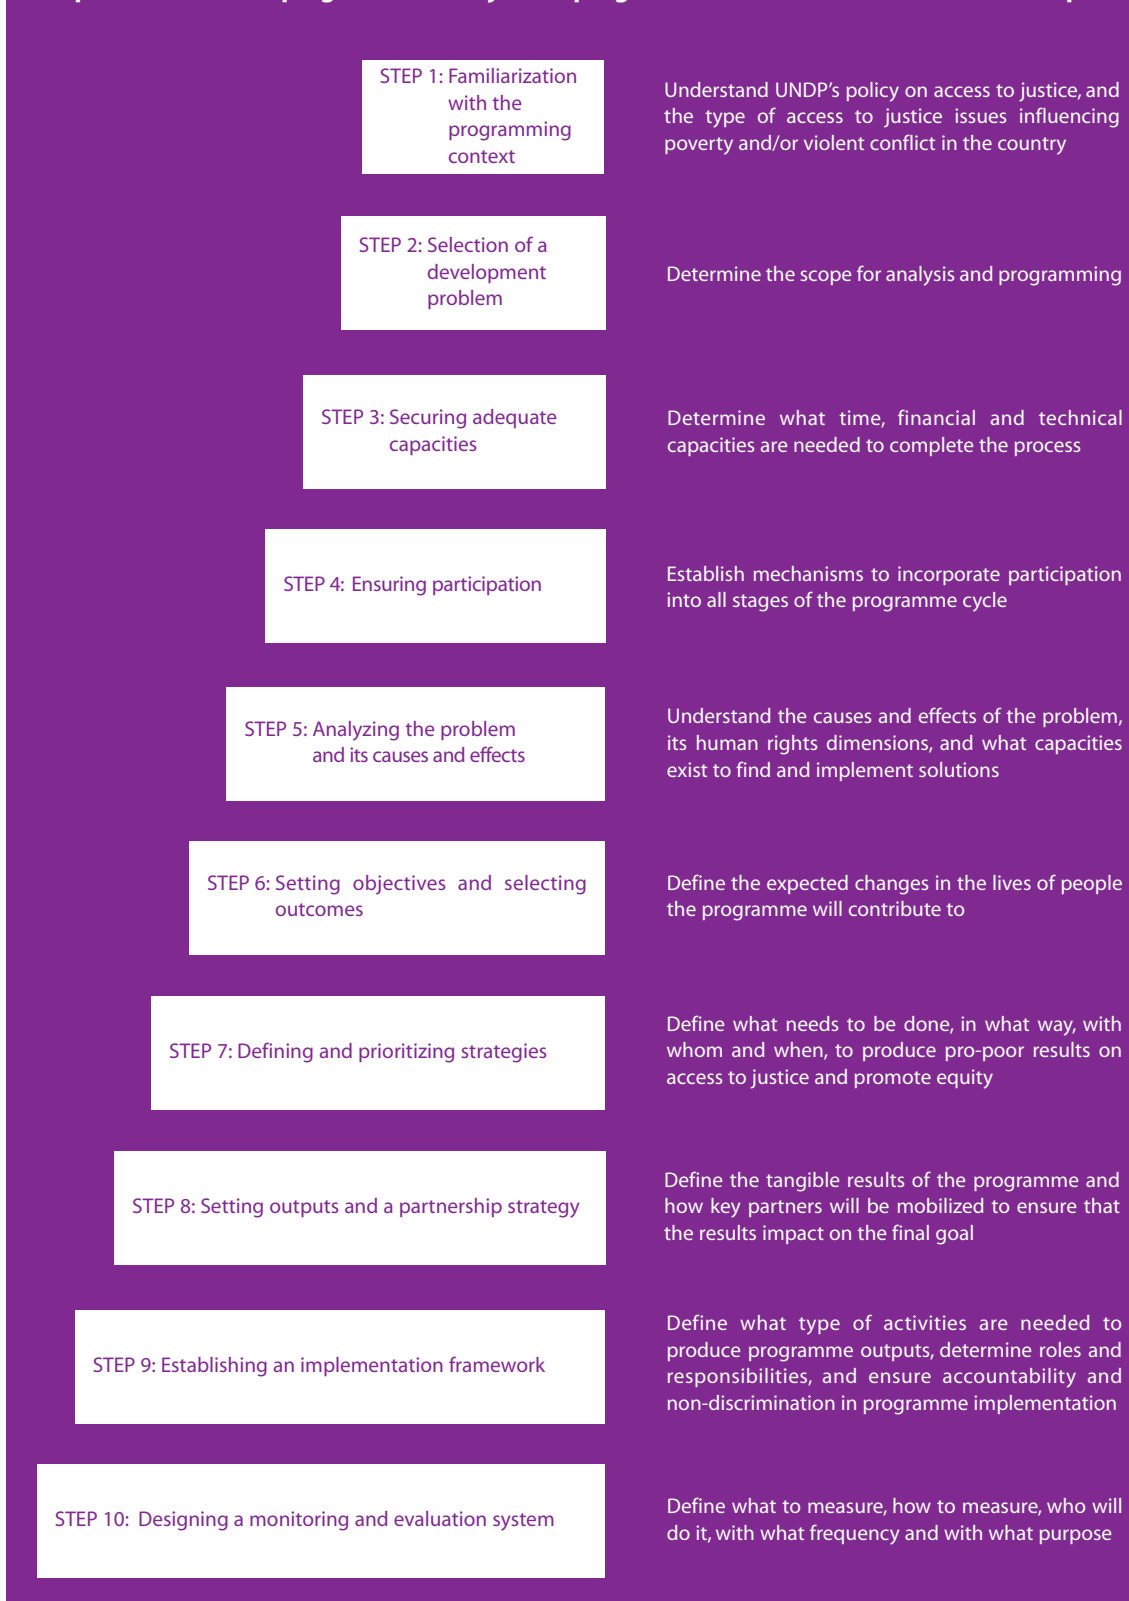 STEP 1: Familiarization
with the
programming
context
Understand UNDP's policy on access to justice, and
the type of access to justice issues influencing
poverty and/or violent conflict in the country
STEP 2: Selection of a
development
problem
Determine the scope for analysis and programming
STEP 3: Securing adequate
capacities
Determine what time, financial and technical
capacities are needed to complete the process
STEP 4: Ensuring participation
Establish mechanisms to incorporate participation
into all stages of the programme cycle
STEP 5: Analyzing the problem
and its causes and effects
Understand the causes and effects of the problem,
its human rights dimensions, and what capacities
exist to find and implement solutions
STEP 6: Setting objectives and selecting
outcomes
Define the expected changes in the lives of people
the programme will contribute to
STEP 7: Defining and prioritizing strategies
Define what needs to be done, in what way, with
whom and when, to produce pro-poor results on
access to justice and promote equity
STEP 8: Setting outputs and a partnership strategy
Define the tangible results of the programme and
how key partners will be mobilized to ensure that
the results impact on the final goal
STEP 9: Establishing an implementation framework
Define what type of activities are needed to
produce programme outputs, determine roles and
responsibilities, and ensure accountability and
non-discrimination in programme implementation
STEP 10: Designing a monitoring and evaluation system
Define what to measure, how to measure, who will
do it, with what frequency and with what purpose